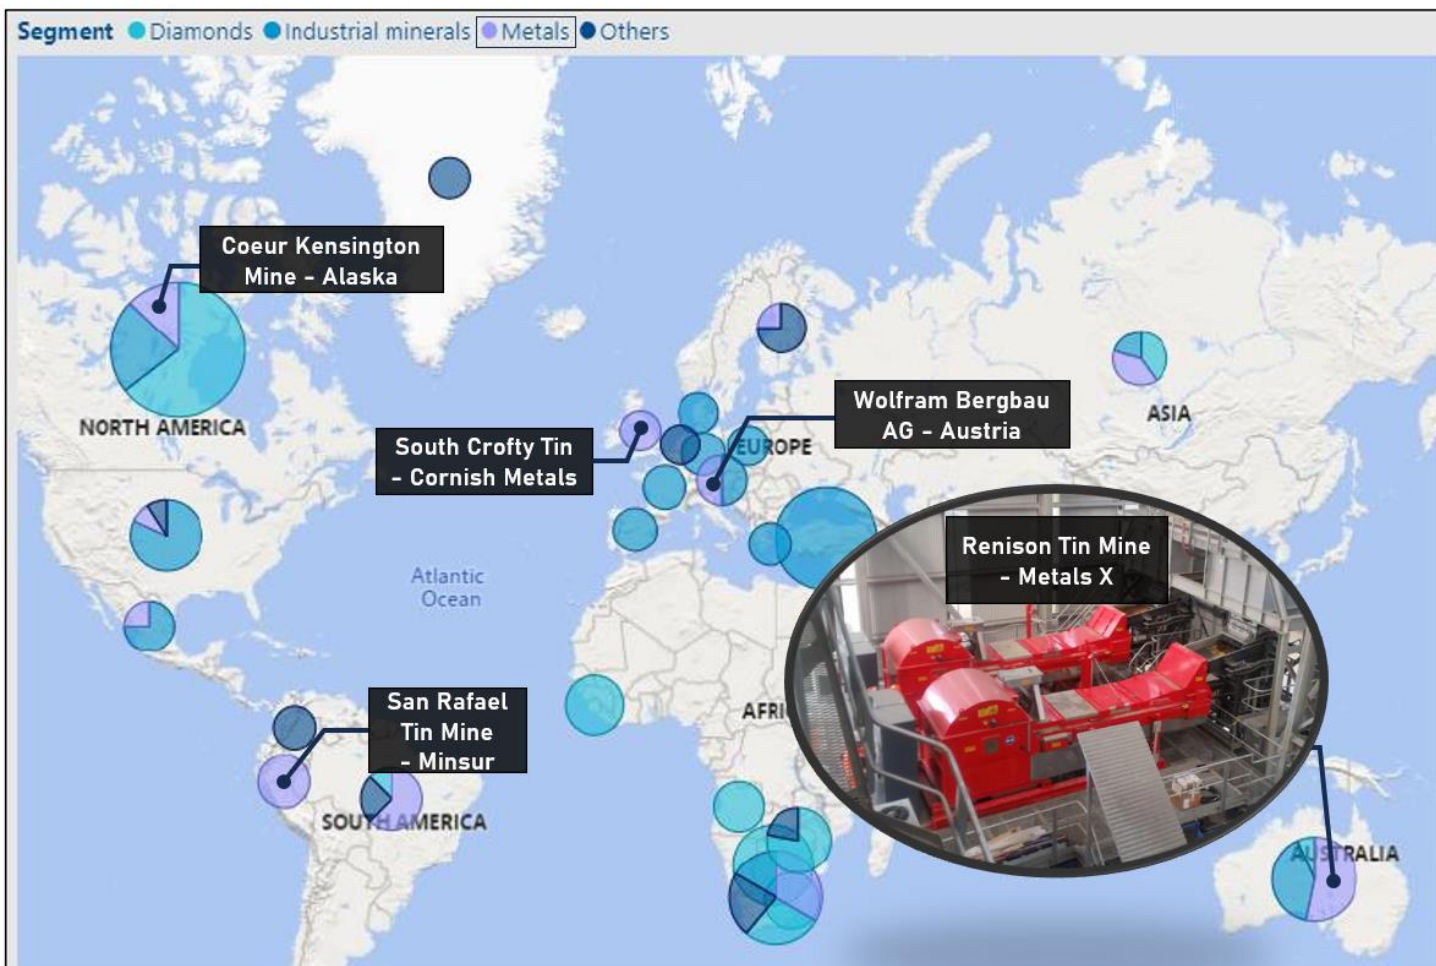 Segment Diamonds Industrial minerals Metals Others
Coeur Kensington
Mine - Alaska
NORTH AMERICA
South Crofty Tin
- Cornish Metals
Wolfram Bergbau
AG - Austria
EUROPE
ASIA
Renison Tin Mine
- Metals X
Atlantic
Ocean
San Rafael
Tin Mine
- Minsur
AFRI
SOUTH AMERICA
AUSTRALIA